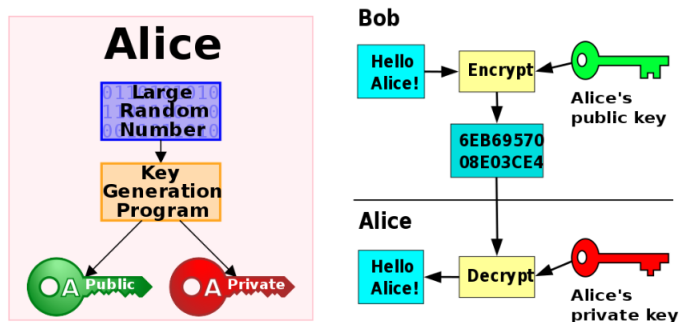 Alice
Large
Random
Number
Key
Generation
Program
A Public
A Private
Bob
Hello
Alice!
Encrypt
Alice's
public key
6EB69570
08E03CE4
Alice
Hello
Alice!
Decrypt
Alice's
private key